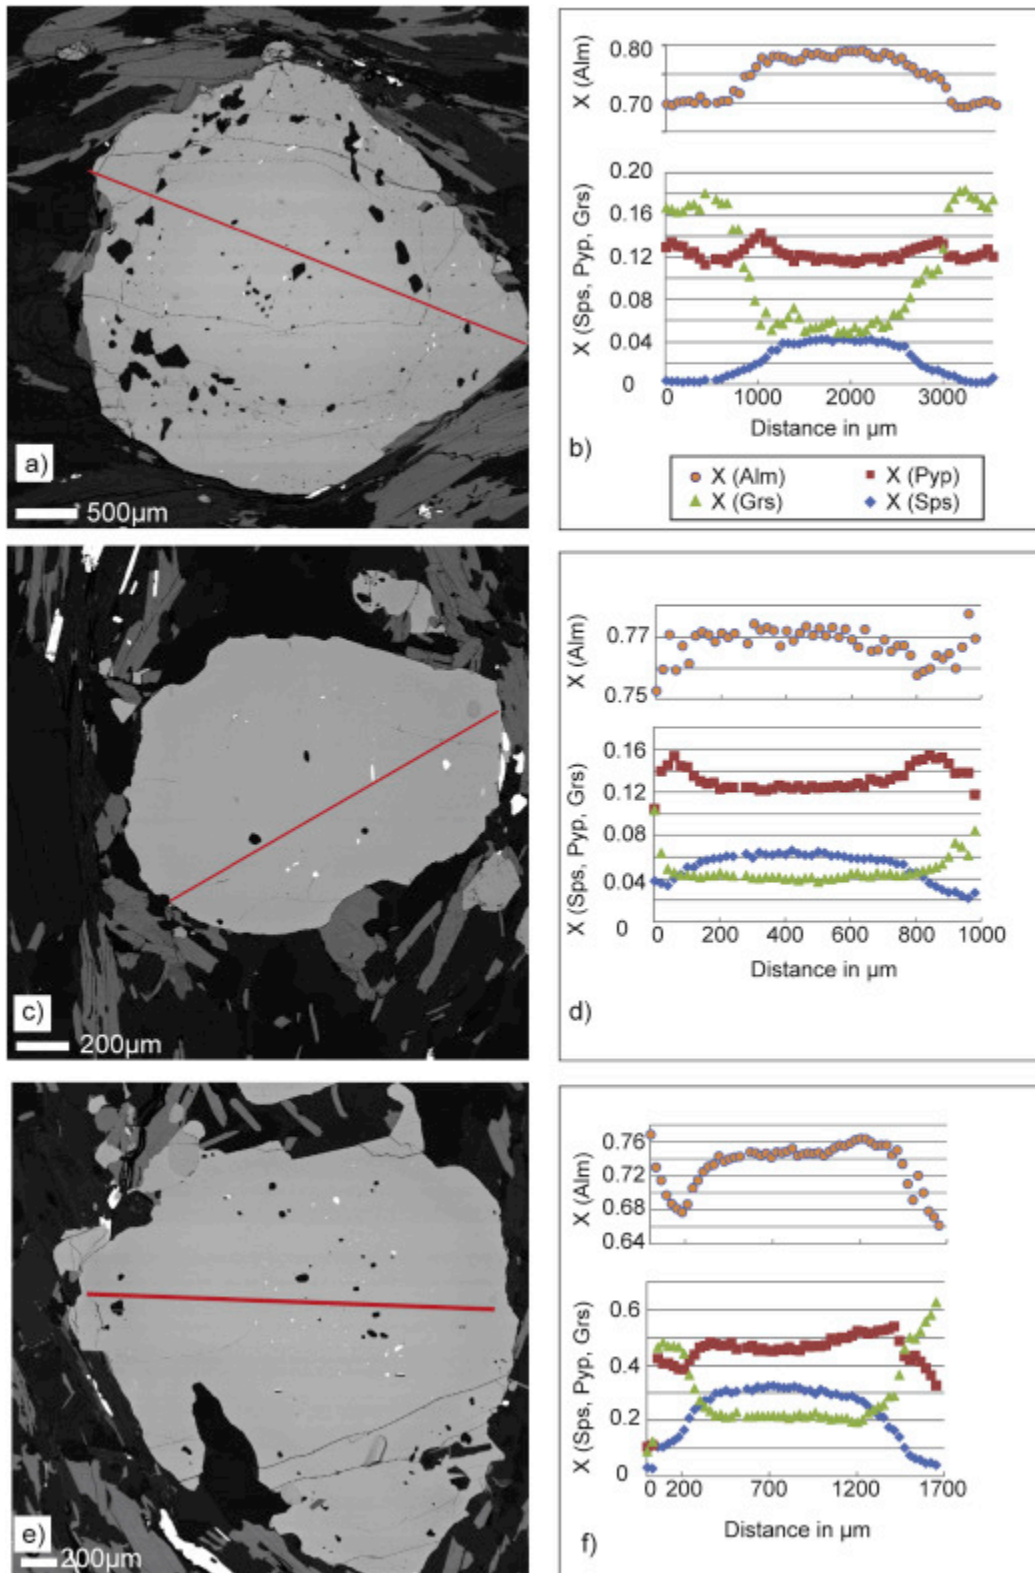 a)
500µm
X (Alm)
0.80
0.70
X (Sps, Pyp, Grs)
0.20
0.16
0.12
0.08
0.04
0
0 1000 2000 3000
Distance in µm
b)
X (Alm) X (Pyp)
X (Grs) X (Sps)
c)
200µm
X (Alm)
0.77
0.75
X (Sps, Pyp, Grs)
0.16
0.12
0.08
0.04
0
0 200 400 600 800 1000
Distance in µm
d)
e)
200µm
X (Alm)
0.76
0.72
0.68
0.64
X (Sps, Pyp, Grs)
0.6
0.4
0.2
0
0 200 700 1200 1700
Distance in µm
f)